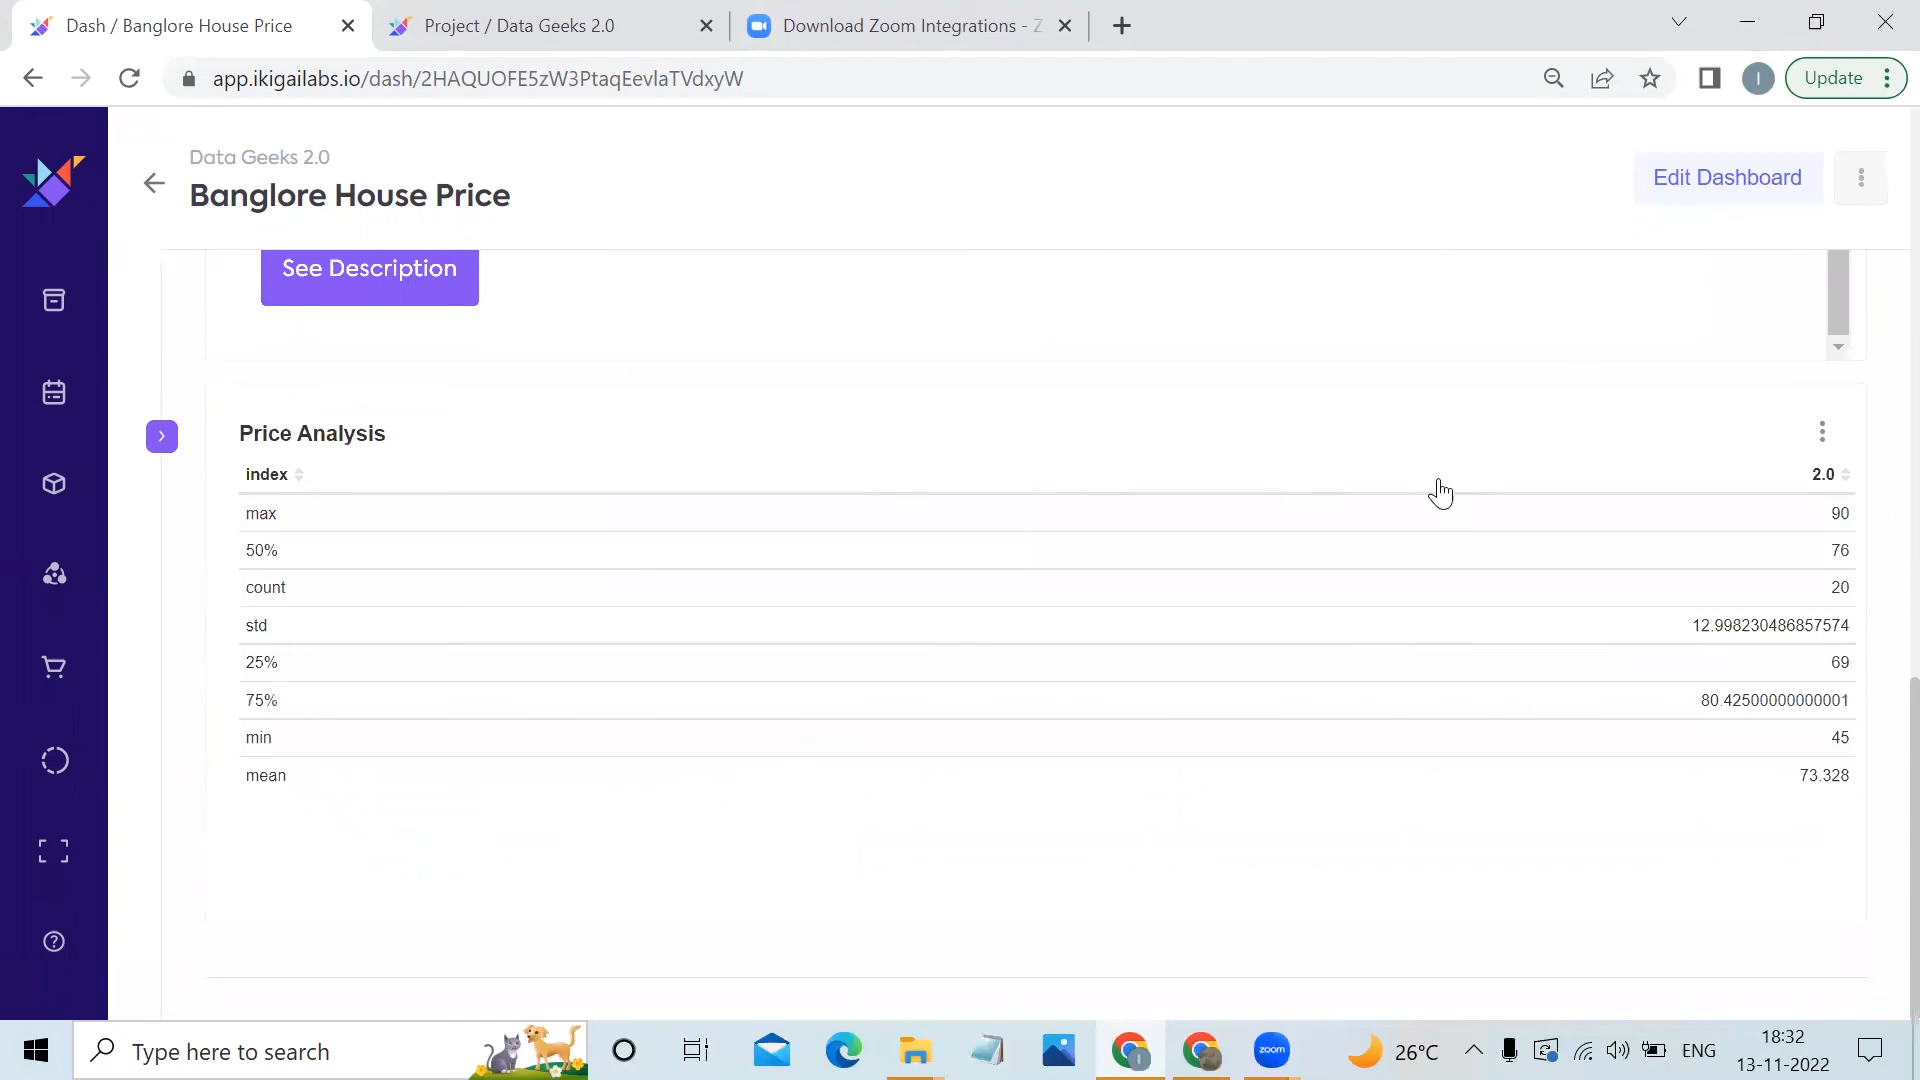 Dash / Banglore House Price
Project / Data Geeks 2.0
Download Zoom Integrations - Z
app.ikigailabs.io/dash/2HAQUOFE5zW3PtaqEevlaTVdxyW
I
Update
Data Geeks 2.0
Banglore House Price
Edit Dashboard
See Description
Price Analysis
index 2.0
max 90
50% 76
count 20
std 12.998230486857574
25% 69
75% 80.42500000000001
min 45
mean 73.328
Type here to search
zoom
26°C
ENG
18:32
13-11-2022